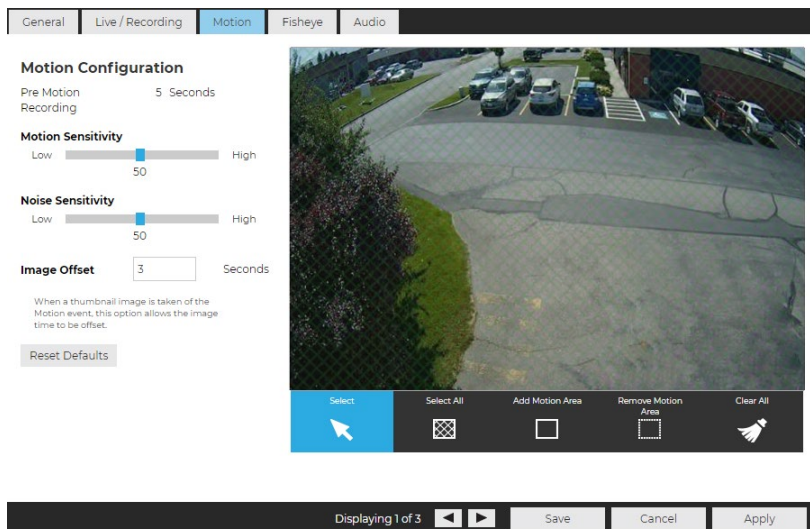 General Live / Recording Motion Fisheye Audio
Motion Configuration
Pre Motion 5 Seconds
Recording
Motion Sensitivity
Low High
50
Noise Sensitivity
Low High
50
Image Offset 3 Seconds
When a thumbnail image is taken of the
Motion event, this option allows the image
time to be offset.
Reset Defaults
Select Select All Add Motion Area Remove Motion
Area Clear All
Displaying 1 of 3 Save Cancel Apply